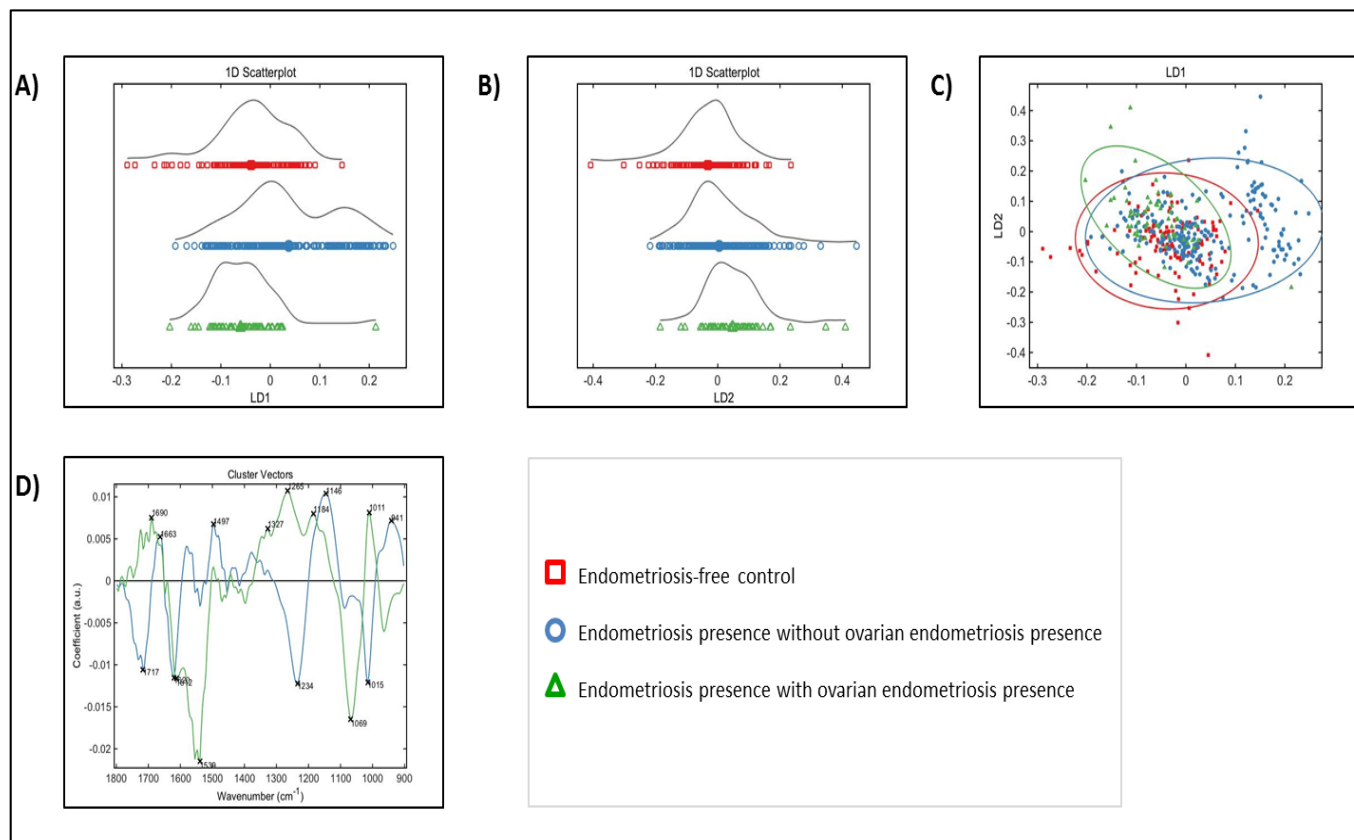 A)
1D Scatterplot
-0.3 -0.2 -0.1 0 0.1 0.2
LD1
B)
1D Scatterplot
-0.4 -0.2 0 0.2 0.4
LD2
C)
LD1
0.4
0.3
0.2
0.1
0
-0.1
-0.2
-0.3
-0.4
LD2
-0.3 -0.2 -0.1 0 0.1 0.2
D)
Cluster Vectors
0.01
0.005
0
-0.005
-0.01
-0.015
-0.02
Coefficient (a.u.)
1690
1663
1497
1327
1265
1184
1146
1011
941
1717
1612
1539
1234
1069
1015
1800 1700 1600 1500 1400 1300 1200 1100 1000 900
Wavenumber (cm⁻¹)
Endometriosis-free control
Endometriosis presence without ovarian endometriosis presence
Endometriosis presence with ovarian endometriosis presence